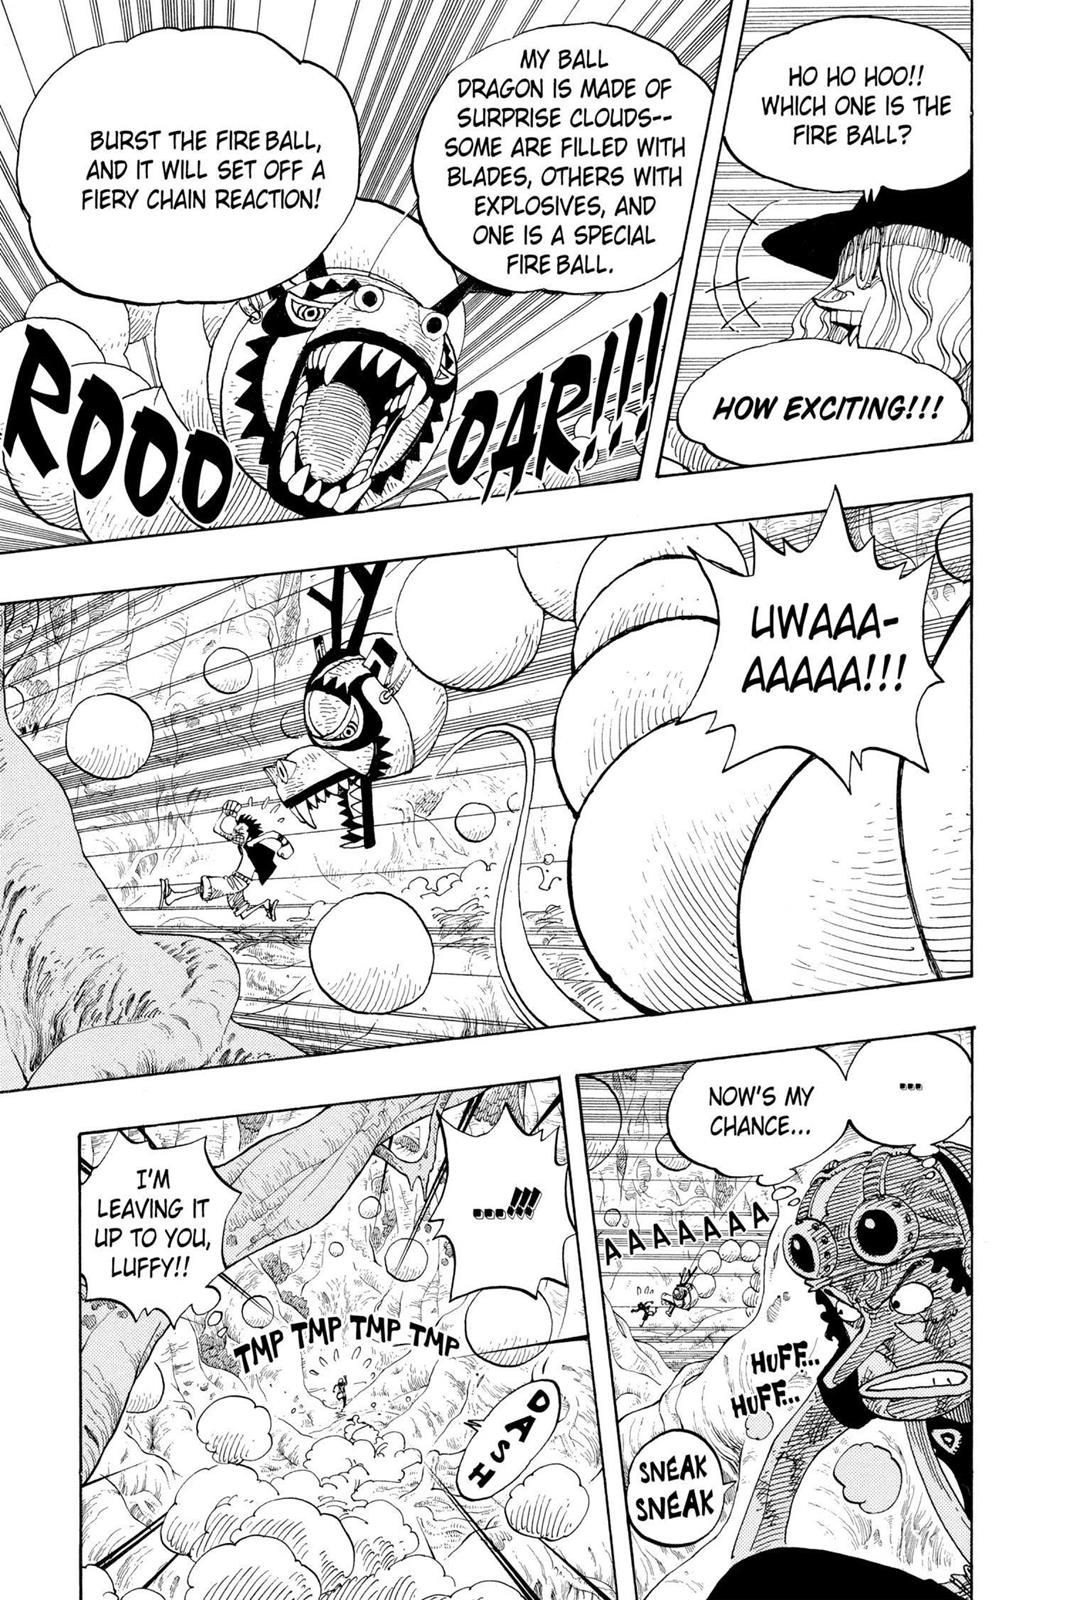 HO HO HOO!!
WHICH ONE IS THE
FIRE BALL?
HOW EXCITING!!!
MY BALL
DRAGON IS MADE OF
SURPRISE CLOUDS--
SOME ARE FILLED WITH
BLADES, OTHERS WITH
EXPLOSIVES, AND
ONE IS A SPECIAL
FIRE BALL.
BURST THE FIRE BALL,
AND IT WILL SET OFF A
FIERY CHAIN REACTION!
ROOO
OAR!!!!
UWAAA-
AAAAA!!!
...
NOW'S MY
CHANCE...
AAAAAAA
HUFF...
HUFF...
SNEAK
SNEAK
...!!!
I'M
LEAVING IT
UP TO YOU,
LUFFY!!
TMP TMP TMP TMP
DASH